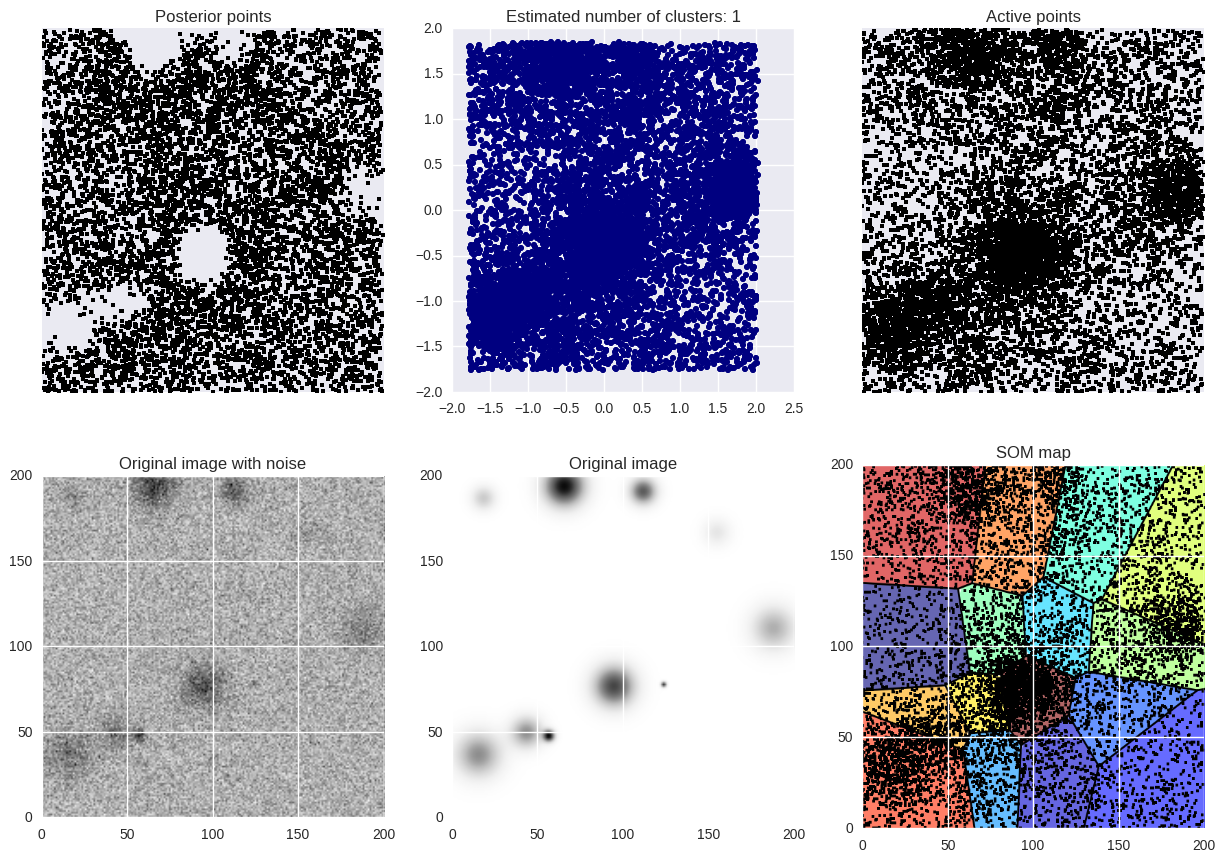 Posterior points
Estimated number of clusters: 1
Active points
2.0
1.5
1.0
0.5
0.0
−0.5
−1.0
−1.5
−2.0
−2.0 −1.5 −1.0 −0.5 0.0 0.5 1.0 1.5 2.0 2.5
Original image with noise
Original image
SOM map
200
150
100
50
0
0 50 100 150 200
200
150
100
50
0
0 50 100 150 200
200
150
100
50
0
0 50 100 150 200